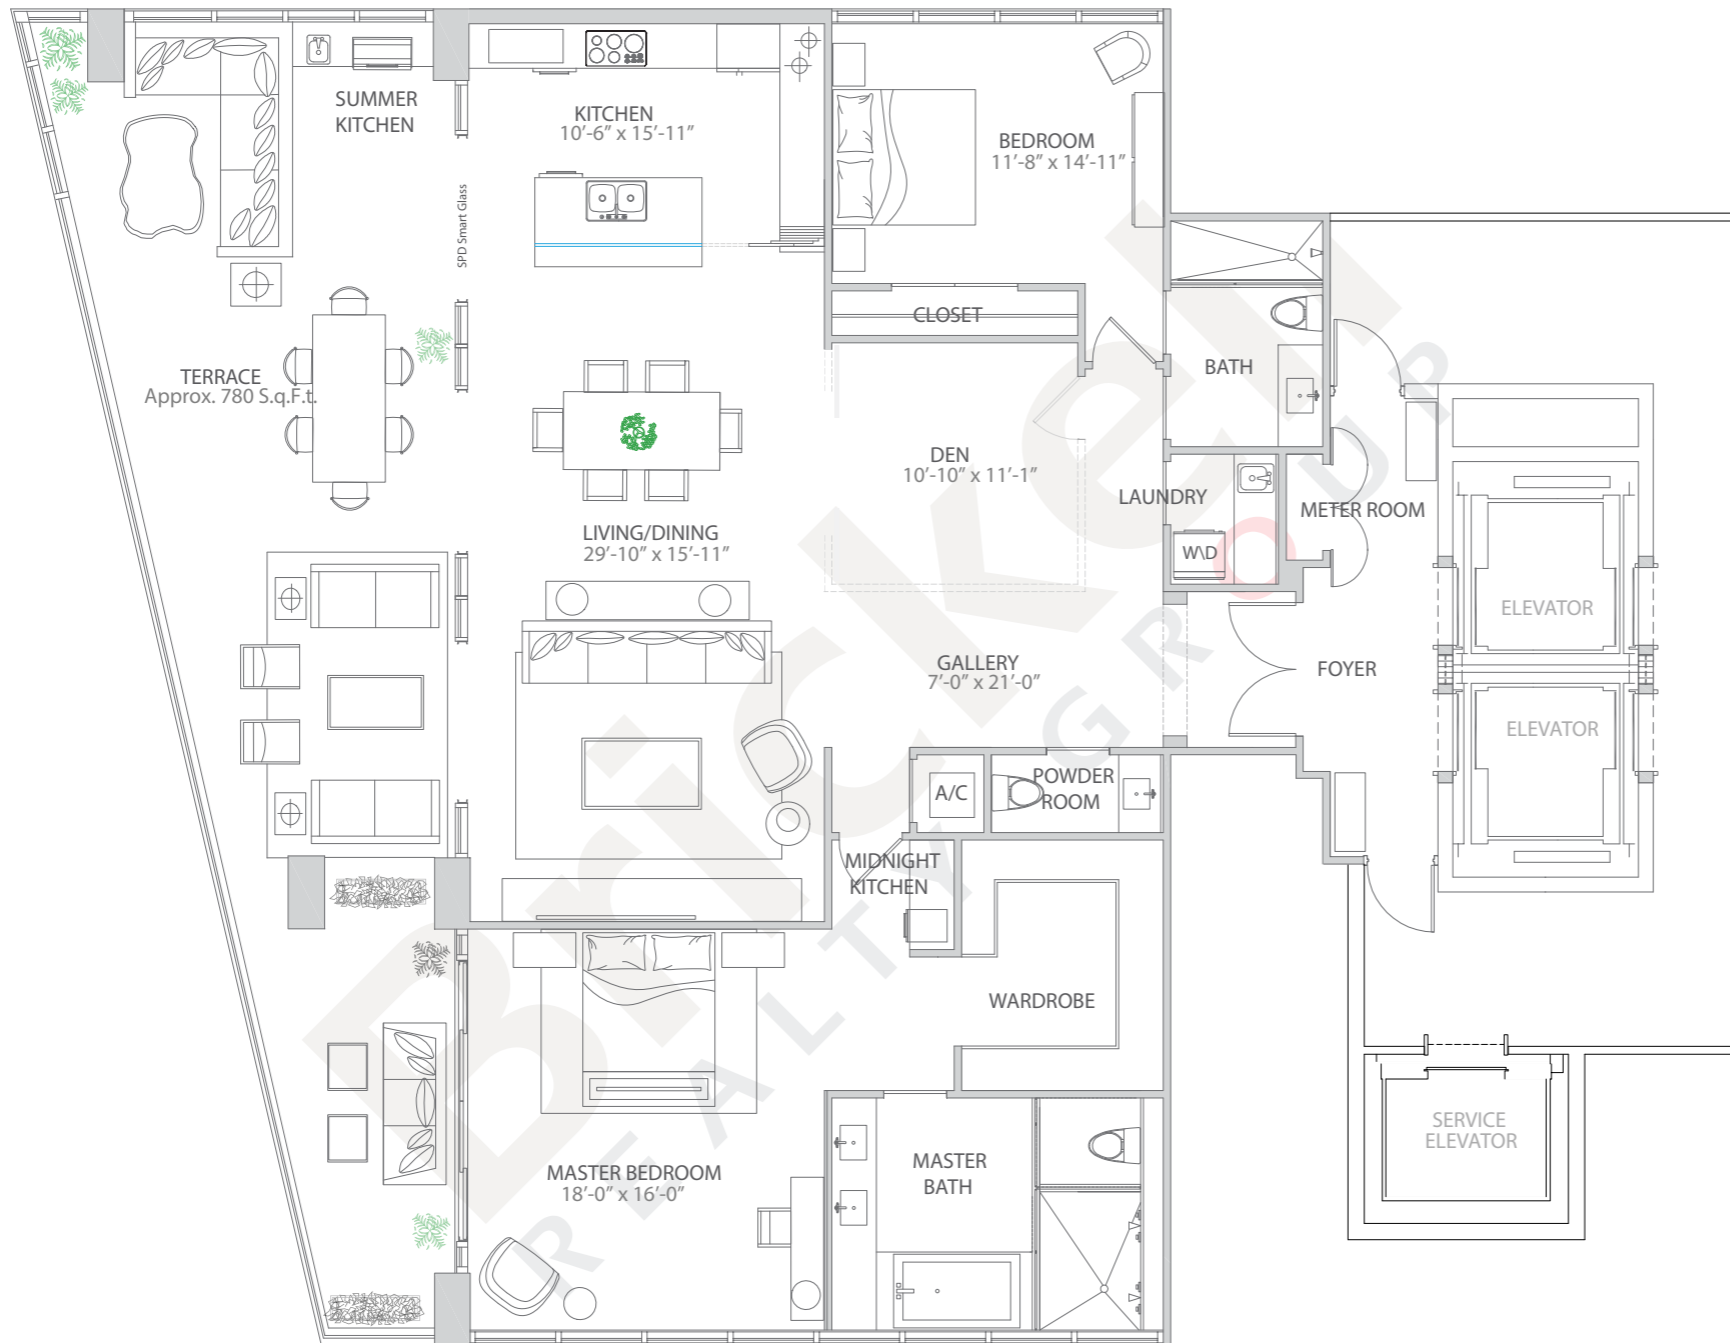 SUMMER
KITCHEN
KITCHEN
10'-6" x 15'-11"
BEDROOM
11'-8" x 14'-11"
SPD Smart Glass
CLOSET
TERRACE
Approx. 780 S.q.F.t.
BATH
DEN
10'-10" x 11'-1"
LAUNDRY
W\D
METER ROOM
LIVING/DINING
29'-10" x 15'-11"
ELEVATOR
GALLERY
7'-0" x 21'-0"
FOYER
ELEVATOR
A/C
POWDER
ROOM
MIDNIGHT
KITCHEN
WARDROBE
MASTER BEDROOM
18'-0" x 16'-0"
MASTER
BATH
SERVICE
ELEVATOR
Brickell
REALTY GROUP